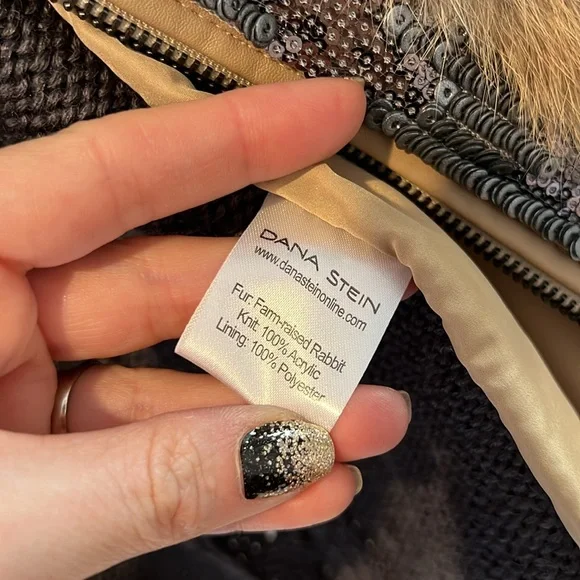 DANA STEIN
www.danasteinonline.com
Fur: Farm-raised Rabbit
Knit: 100% Acrylic
Lining: 100% Polyester